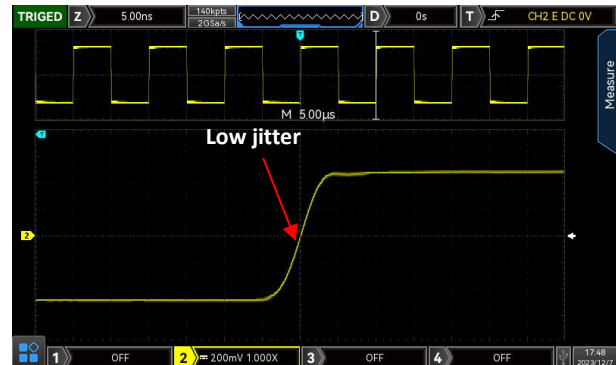 TRIGED Z 5.00ns 140kpts D 0s T CH2 E DC 0V
2GSa/s
T
Measure
M 5.00μs
T
Low jitter
2
1 OFF 2 200mV 1.000X 3 OFF 4 OFF 17:48
2023/12/7